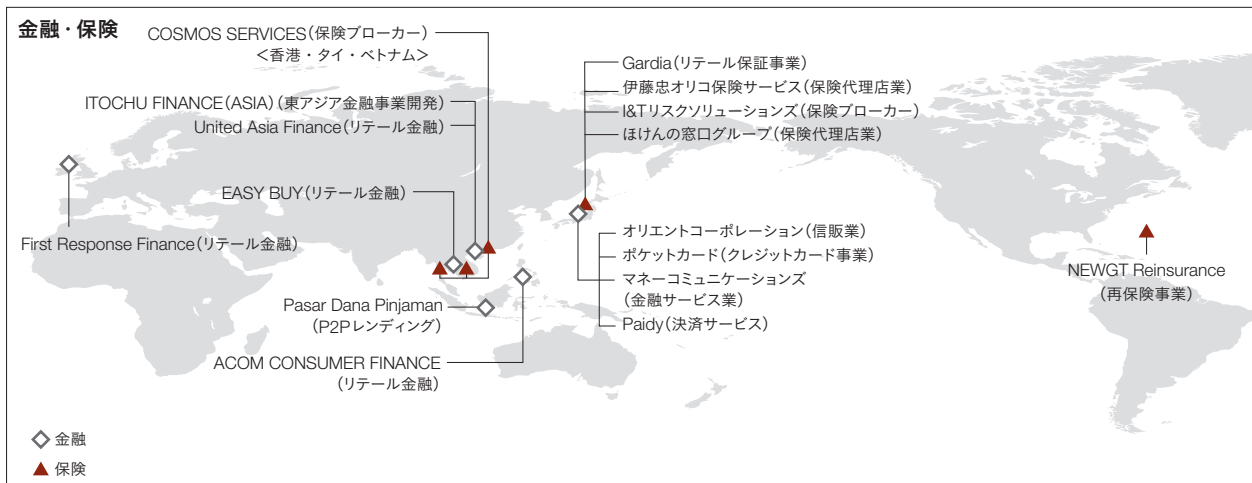 金融・保険
COSMOS SERVICES(保険ブローカー)
<香港・タイ・ベトナム>
ITOCHU FINANCE(ASIA)(東アジア金融事業開発)
United Asia Finance(リテール金融)
EASY BUY(リテール金融)
First Response Finance(リテール金融)
Pasar Dana Pinjaman
(P2Pレンディング)
ACOM CONSUMER FINANCE
(リテール金融)
Gardia(リテール保証事業)
伊藤忠オリコ保険サービス(保険代理店業)
I&Tリスクソリューションズ(保険ブローカー)
ほけんの窓口グループ(保険代理店業)
オリエントコーポレーション(信販業)
ポケットカード(クレジットカード事業)
マネーコミュニケーションズ
(金融サービス業)
Paidy(決済サービス)
NEWGT Reinsurance
(再保険事業)
金融
保険